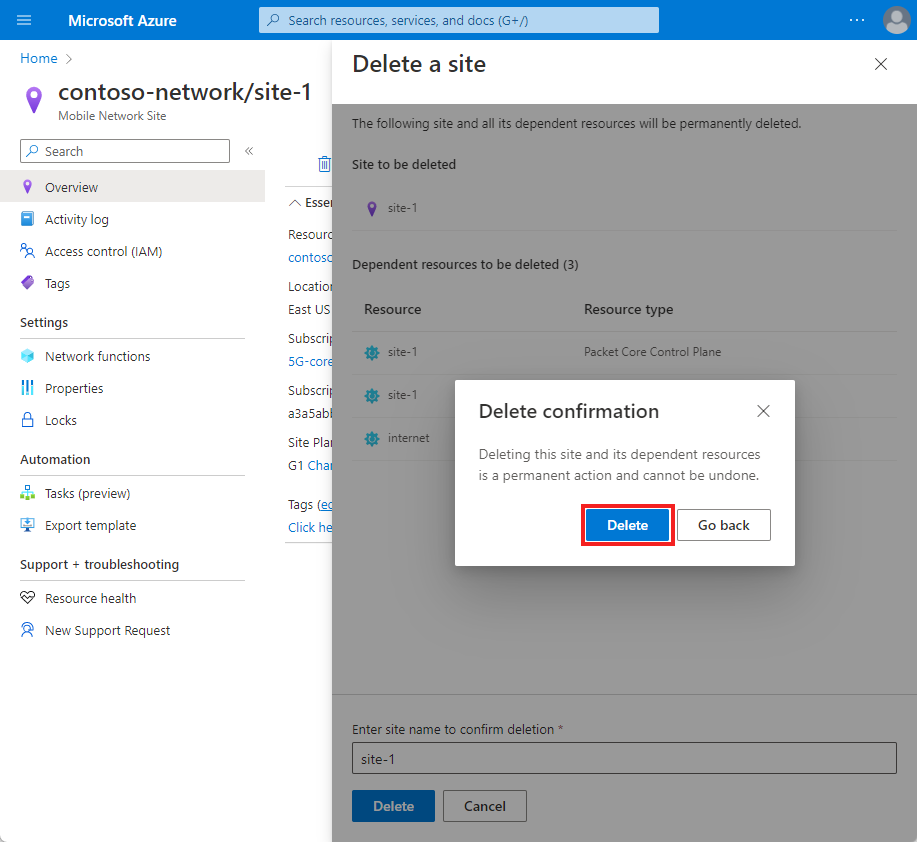 Microsoft Azure
Search resources, services, and docs (G+/)
Home
contoso-network/site-1
Mobile Network Site
Search
Overview
Activity log
Access control (IAM)
Tags
Settings
Network functions
Properties
Locks
Automation
Tasks (preview)
Export template
Support + troubleshooting
Resource health
New Support Request
Essen
Resourc
contoso
Location
East US
Subscrip
5G-core
Subscrip
a3a5abb
Site Plan
G1 Chan
Tags (ed
Click he
Delete a site
The following site and all its dependent resources will be permanently deleted.
Site to be deleted
site-1
Dependent resources to be deleted (3)
Resource Resource type
site-1 Packet Core Control Plane
site-1
internet
Delete confirmation
Deleting this site and its dependent resources
is a permanent action and cannot be undone.
Delete Go back
Enter site name to confirm deletion *
site-1
Delete Cancel